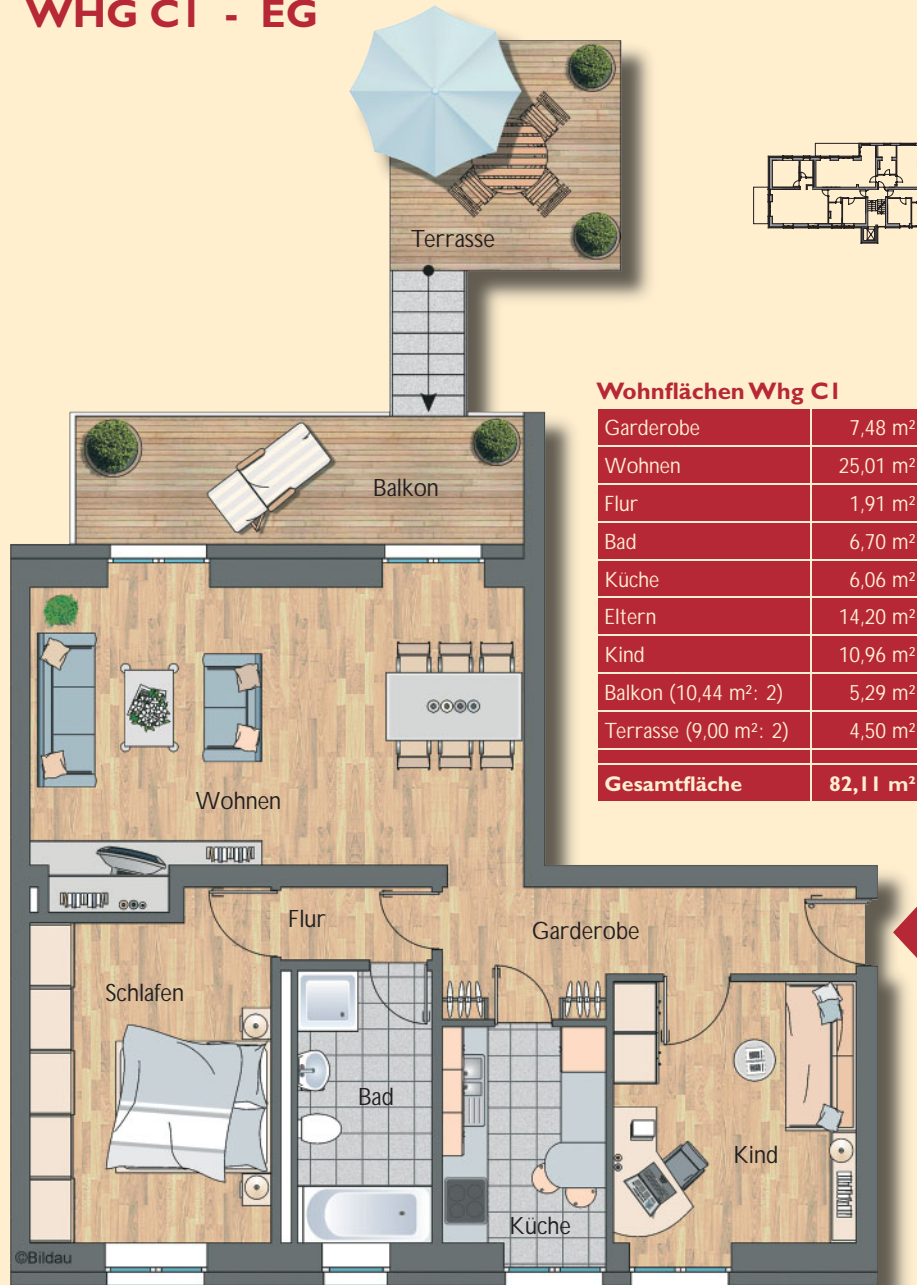 WHG C1 - EG
Terrasse
Balkon
Wohnflächen Whg C1
Garderobe 7,48 m²
Wohnen 25,01 m²
Flur 1,91 m²
Bad 6,70 m²
Küche 6,06 m²
Eltern 14,20 m²
Kind 10,96 m²
Balkon (10,44 m²: 2) 5,29 m²
Terrasse (9,00 m²: 2) 4,50 m²
Gesamtfläche 82,11 m²
Wohnen
Flur
Garderobe
Schlafen
Bad
Kind
Küche
©Bildau